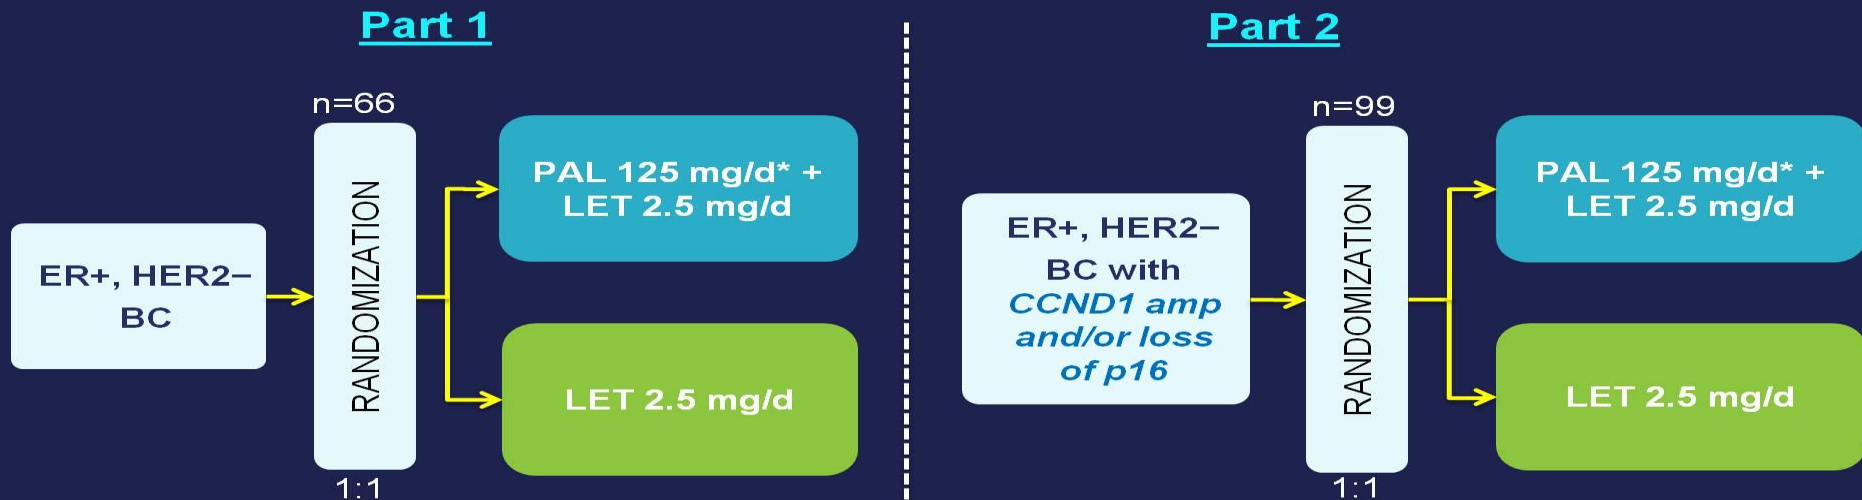 Part 1
n=66
ER+, HER2–
BC
RANDOMIZATION
1:1
PAL 125 mg/d* +
LET 2.5 mg/d
LET 2.5 mg/d
Part 2
n=99
ER+, HER2–
BC with
CCND1 amp
and/or loss
of p16
RANDOMIZATION
1:1
PAL 125 mg/d* +
LET 2.5 mg/d
LET 2.5 mg/d